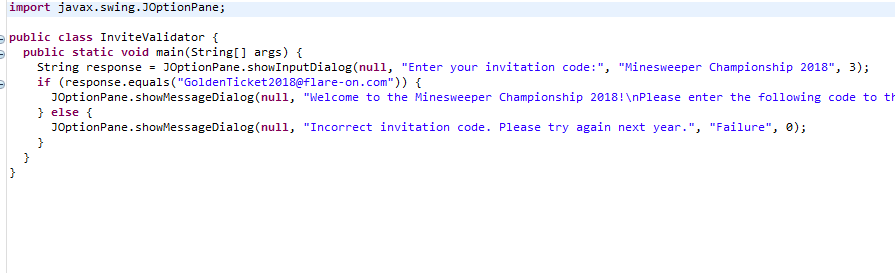 import javax.swing.JOptionPane;
public class InviteValidator {
public static void main(String[] args) {
String response = JOptionPane.showInputDialog(null, "Enter your invitation code:", "Minesweeper Championship 2018", 3);
if (response.equals("GoldenTicket2018@flare-on.com")) {
JOptionPane.showMessageDialog(null, "Welcome to the Minesweeper Championship 2018!\nPlease enter the following code to th
} else {
JOptionPane.showMessageDialog(null, "Incorrect invitation code. Please try again next year.", "Failure", 0);
}
}
}